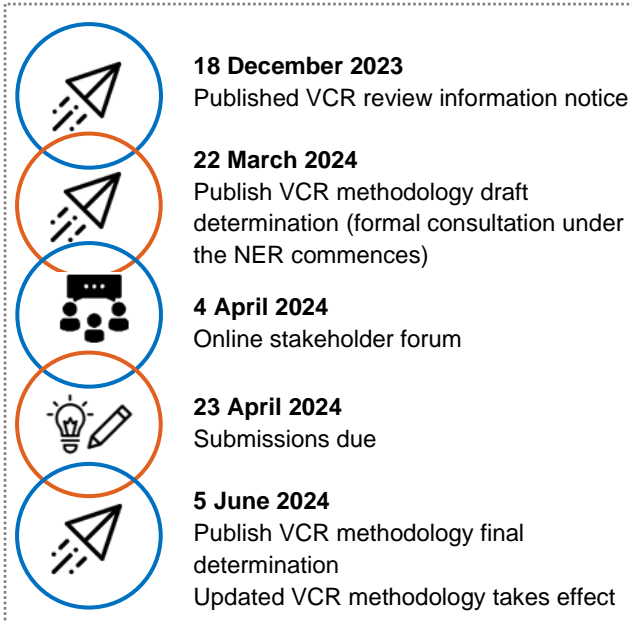 18 December 2023
Published VCR review information notice
22 March 2024
Publish VCR methodology draft
determination (formal consultation under
the NER commences)
4 April 2024
Online stakeholder forum
23 April 2024
Submissions due
5 June 2024
Publish VCR methodology final
determination
Updated VCR methodology takes effect